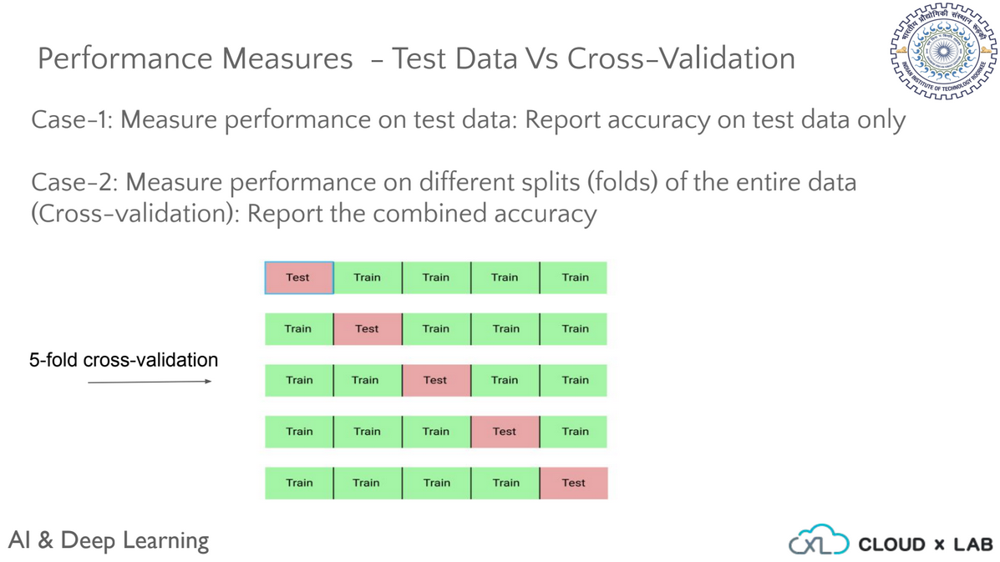 Performance Measures - Test Data Vs Cross-Validation
भारतीय प्रौद्योगिकी संस्थान रूड़की
INDIAN INSTITUTE OF TECHNOLOGY ROORKEE
Case-1: Measure performance on test data: Report accuracy on test data only
Case-2: Measure performance on different splits (folds) of the entire data
(Cross-validation): Report the combined accuracy
Test Train Train Train Train
Train Test Train Train Train
5-fold cross-validation
Train Train Test Train Train
Train Train Train Test Train
Train Train Train Train Test
AI & Deep Learning
CXL CLOUD x LAB